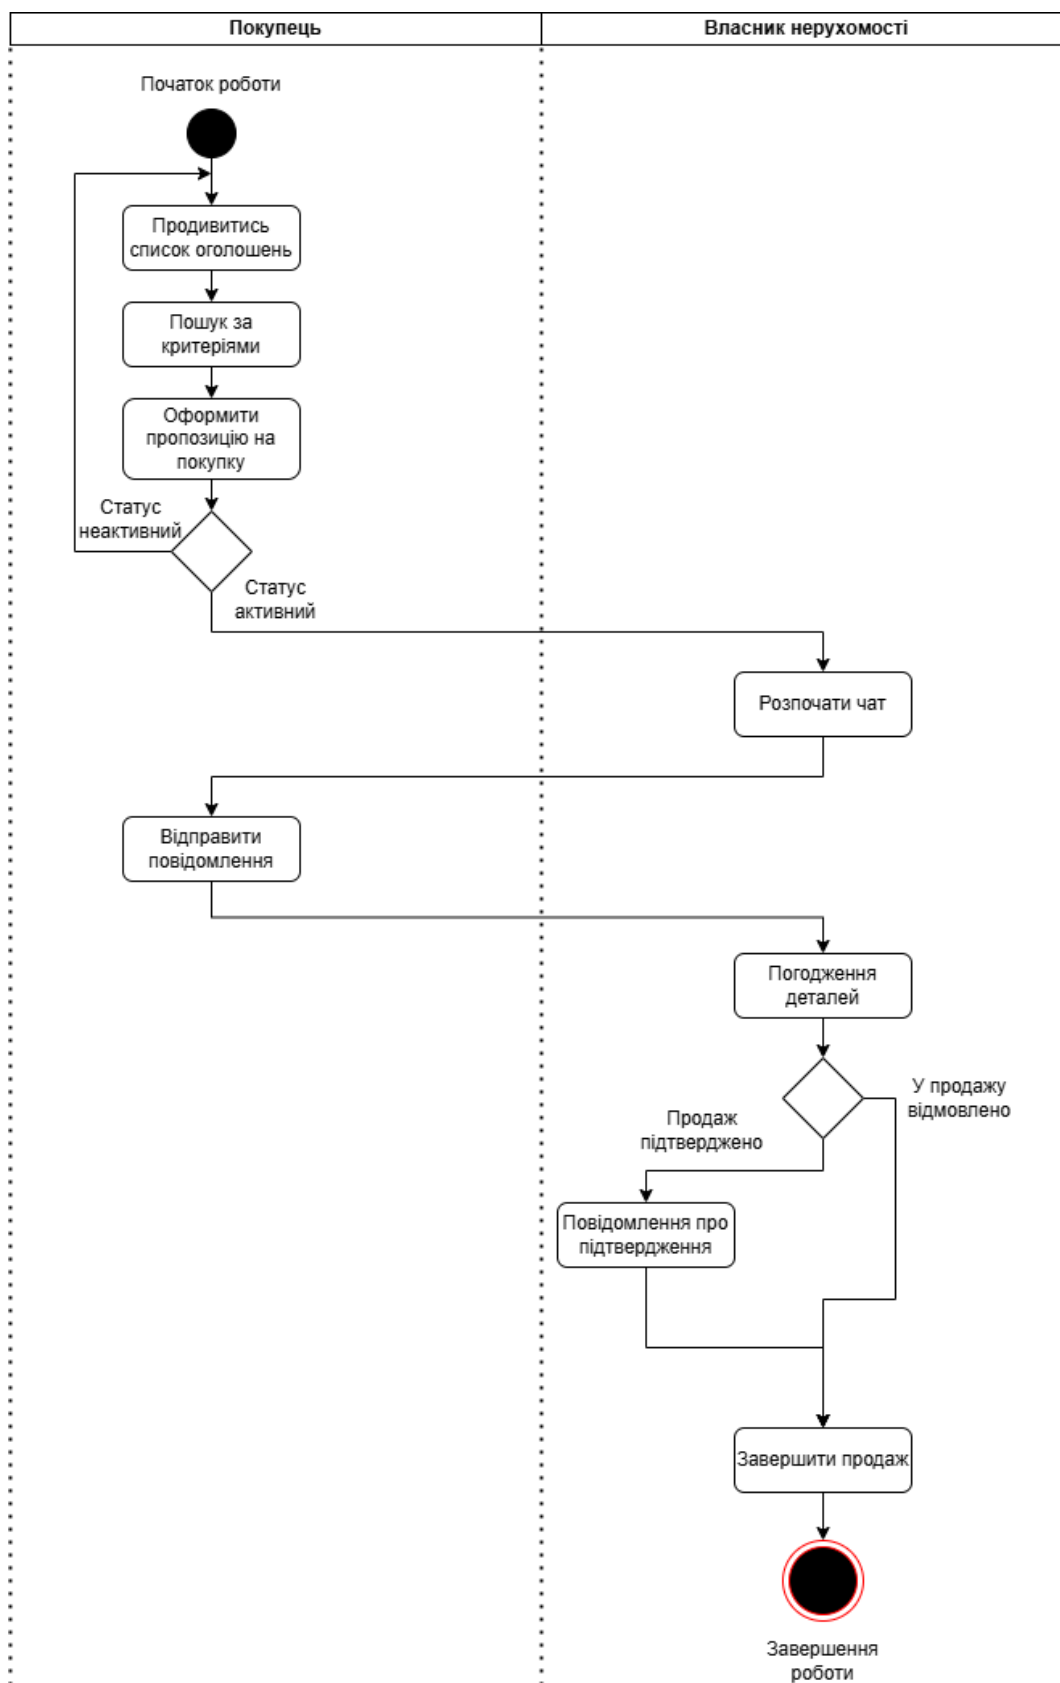 Покупець
Власник нерухомості
Початок роботи
Продивитись
список оголошень
Пошук за
критеріями
Оформити
пропозицію на
покупку
Статус
неактивний
Статус
активний
Розпочати чат
Відправити
повідомлення
Погодження
деталей
У продажу
відмовлено
Продаж
підтверджено
Повідомлення про
підтвердження
Завершити продаж
Завершення
роботи